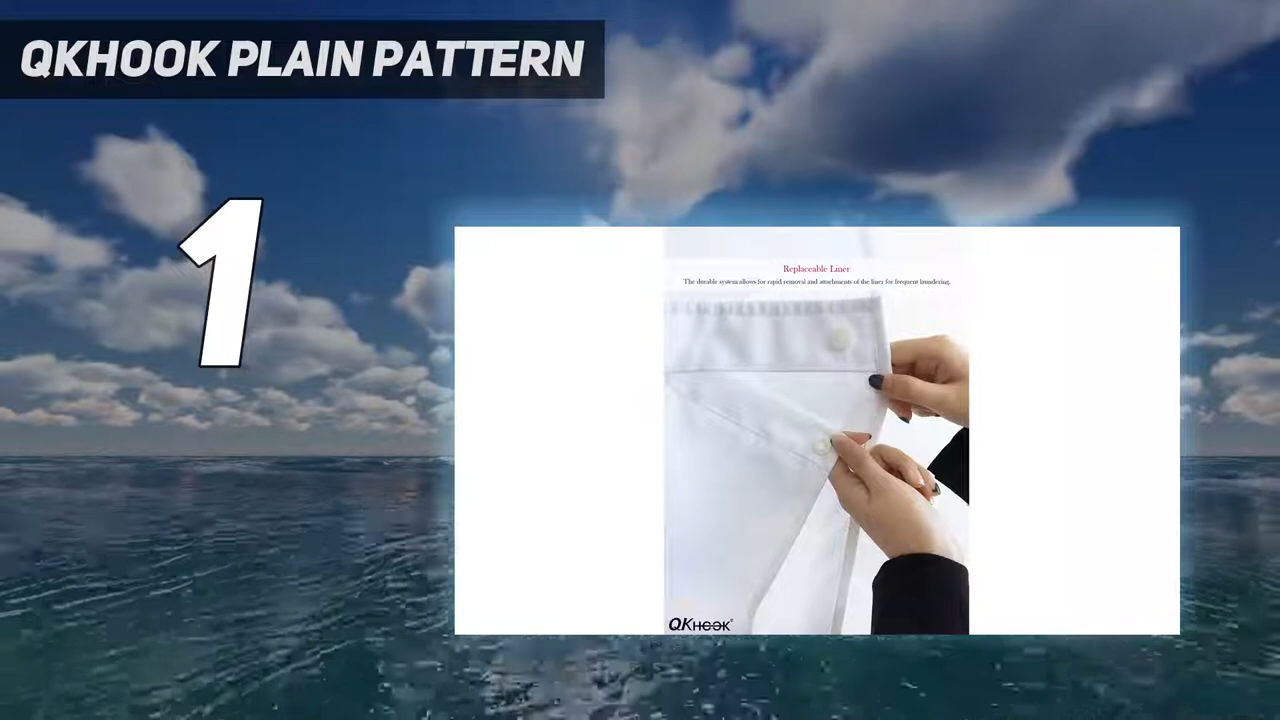 QKHOOK PLAIN PATTERN
1
Replaceable Liner
The durable system allows for rapid removal and attachments of the liner for frequent laundering.
QKHOOK®